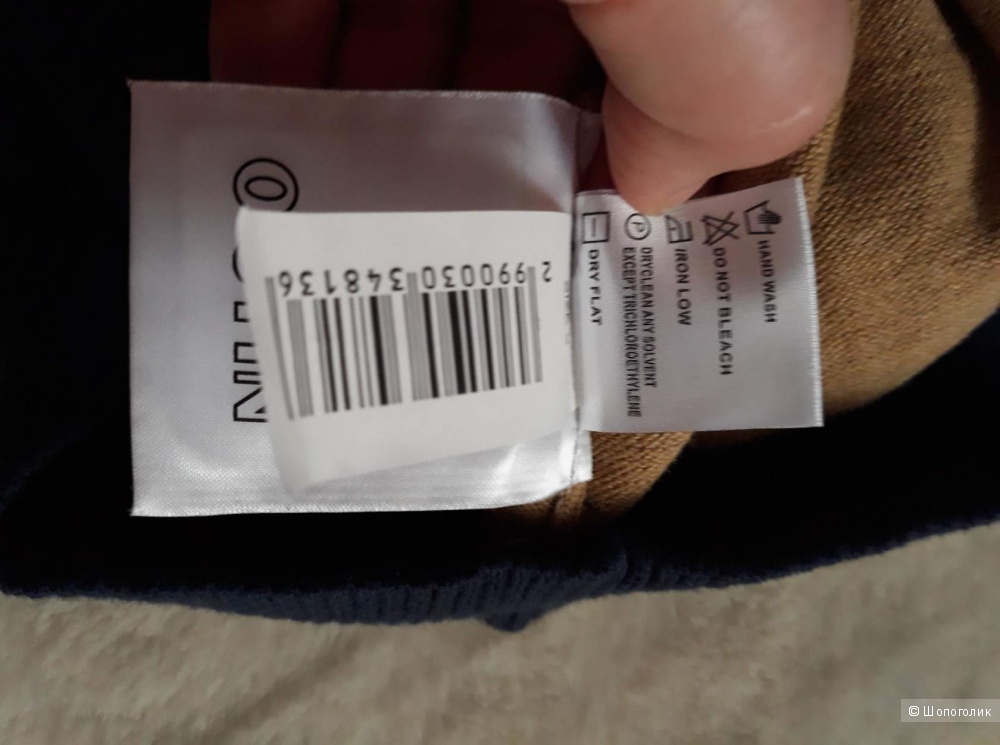 2 990030 348136
HAND WASH
DO NOT BLEACH
IRON LOW
P
DRYCLEAN ANY SOLVENT
EXCEPT TRICHLOROETHYLENE
DRY FLAT
© Шопоголик